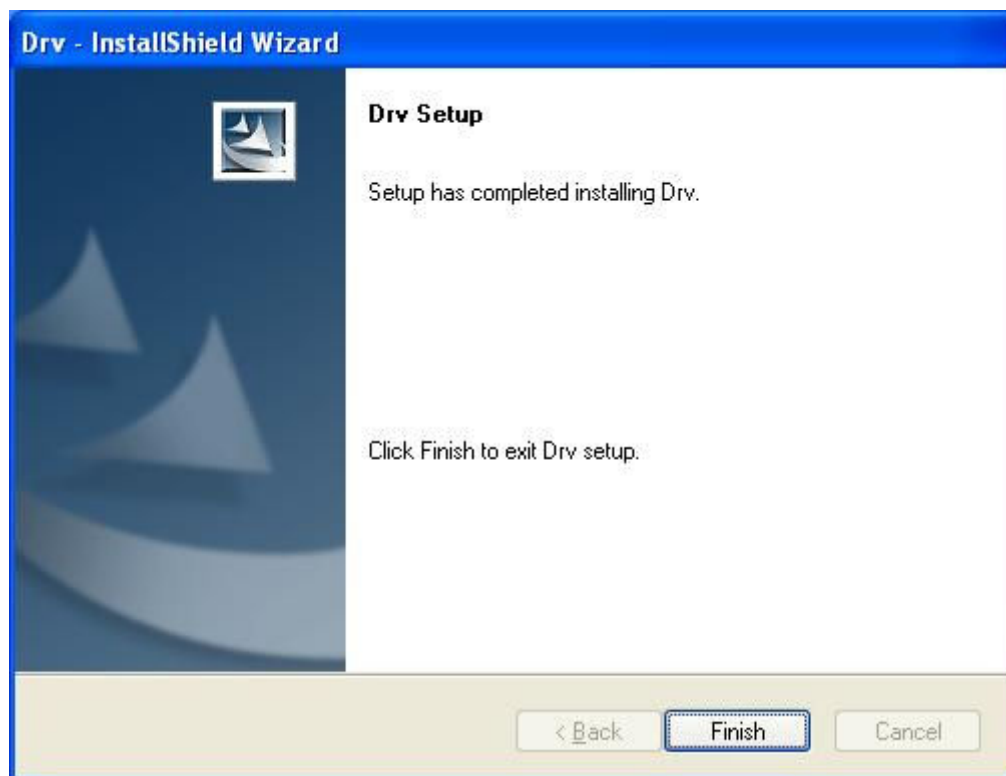 Drv - InstallShield Wizard
Drv Setup
Setup has completed installing Drv.
Click Finish to exit Drv setup.
< Back Finish Cancel